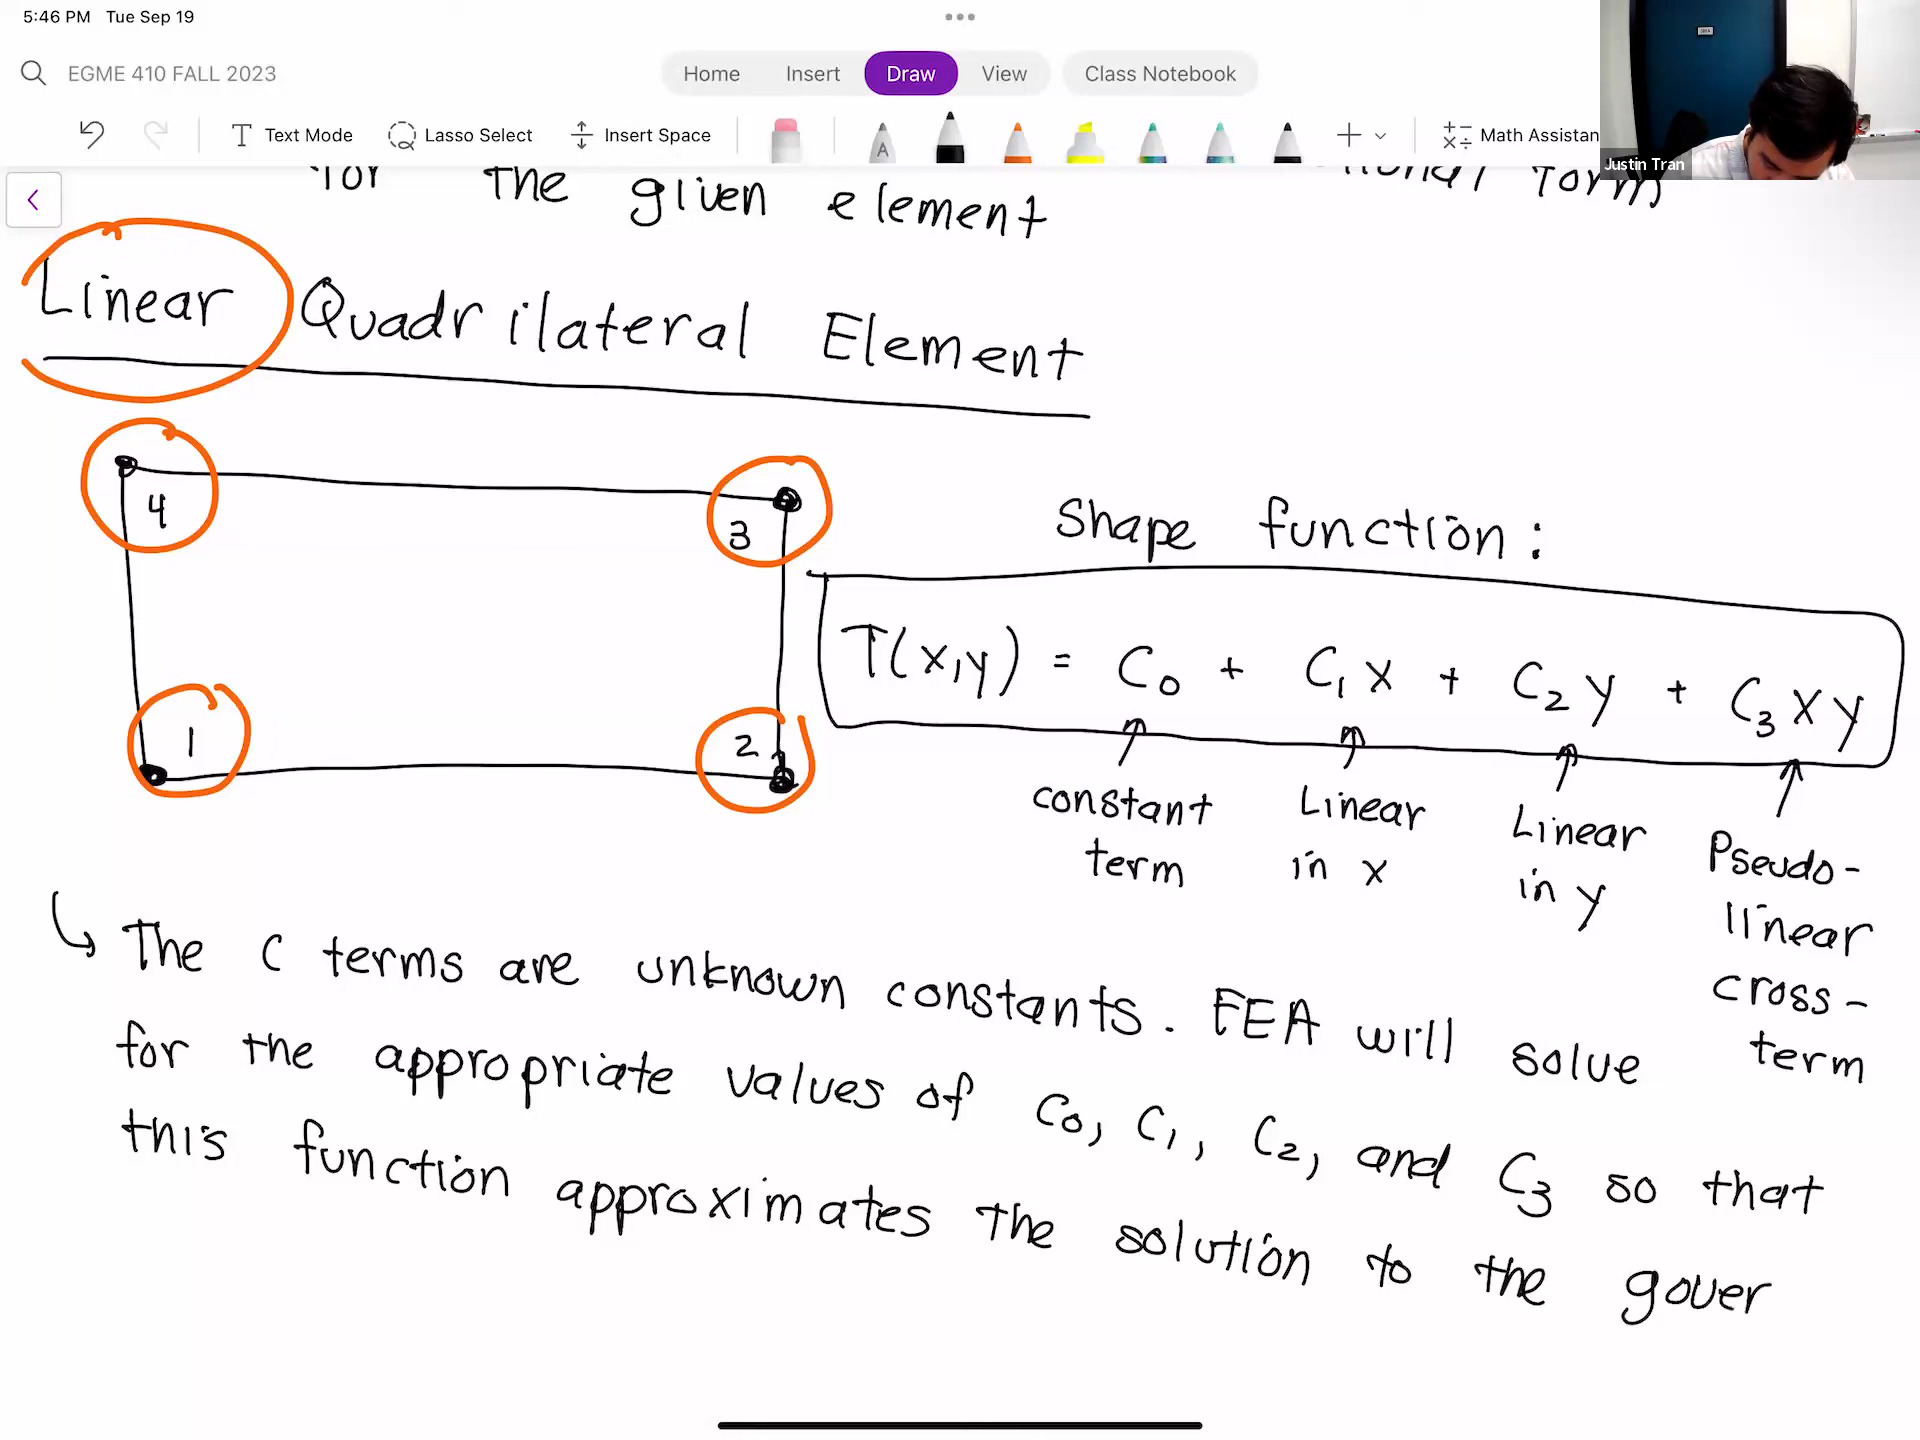 5:46 PM Tue Sep 19
EGME 410 FALL 2023
Home Insert Draw View Class Notebook
Text Mode Lasso Select Insert Space Math Assistan
Justin Tran
for the given element
form
Linear Quadrilateral Element
4
3
1
2
Shape function:
T(x,y) = C₀ + C₁x + C₂y + C₃xy
constant term
Linear in x
Linear in y
Pseudo-linear cross-term
The C terms are unknown constants. FEA will solve
for the appropriate values of C₀, C₁, C₂, and C₃ so that
this function approximates the solution to the gover